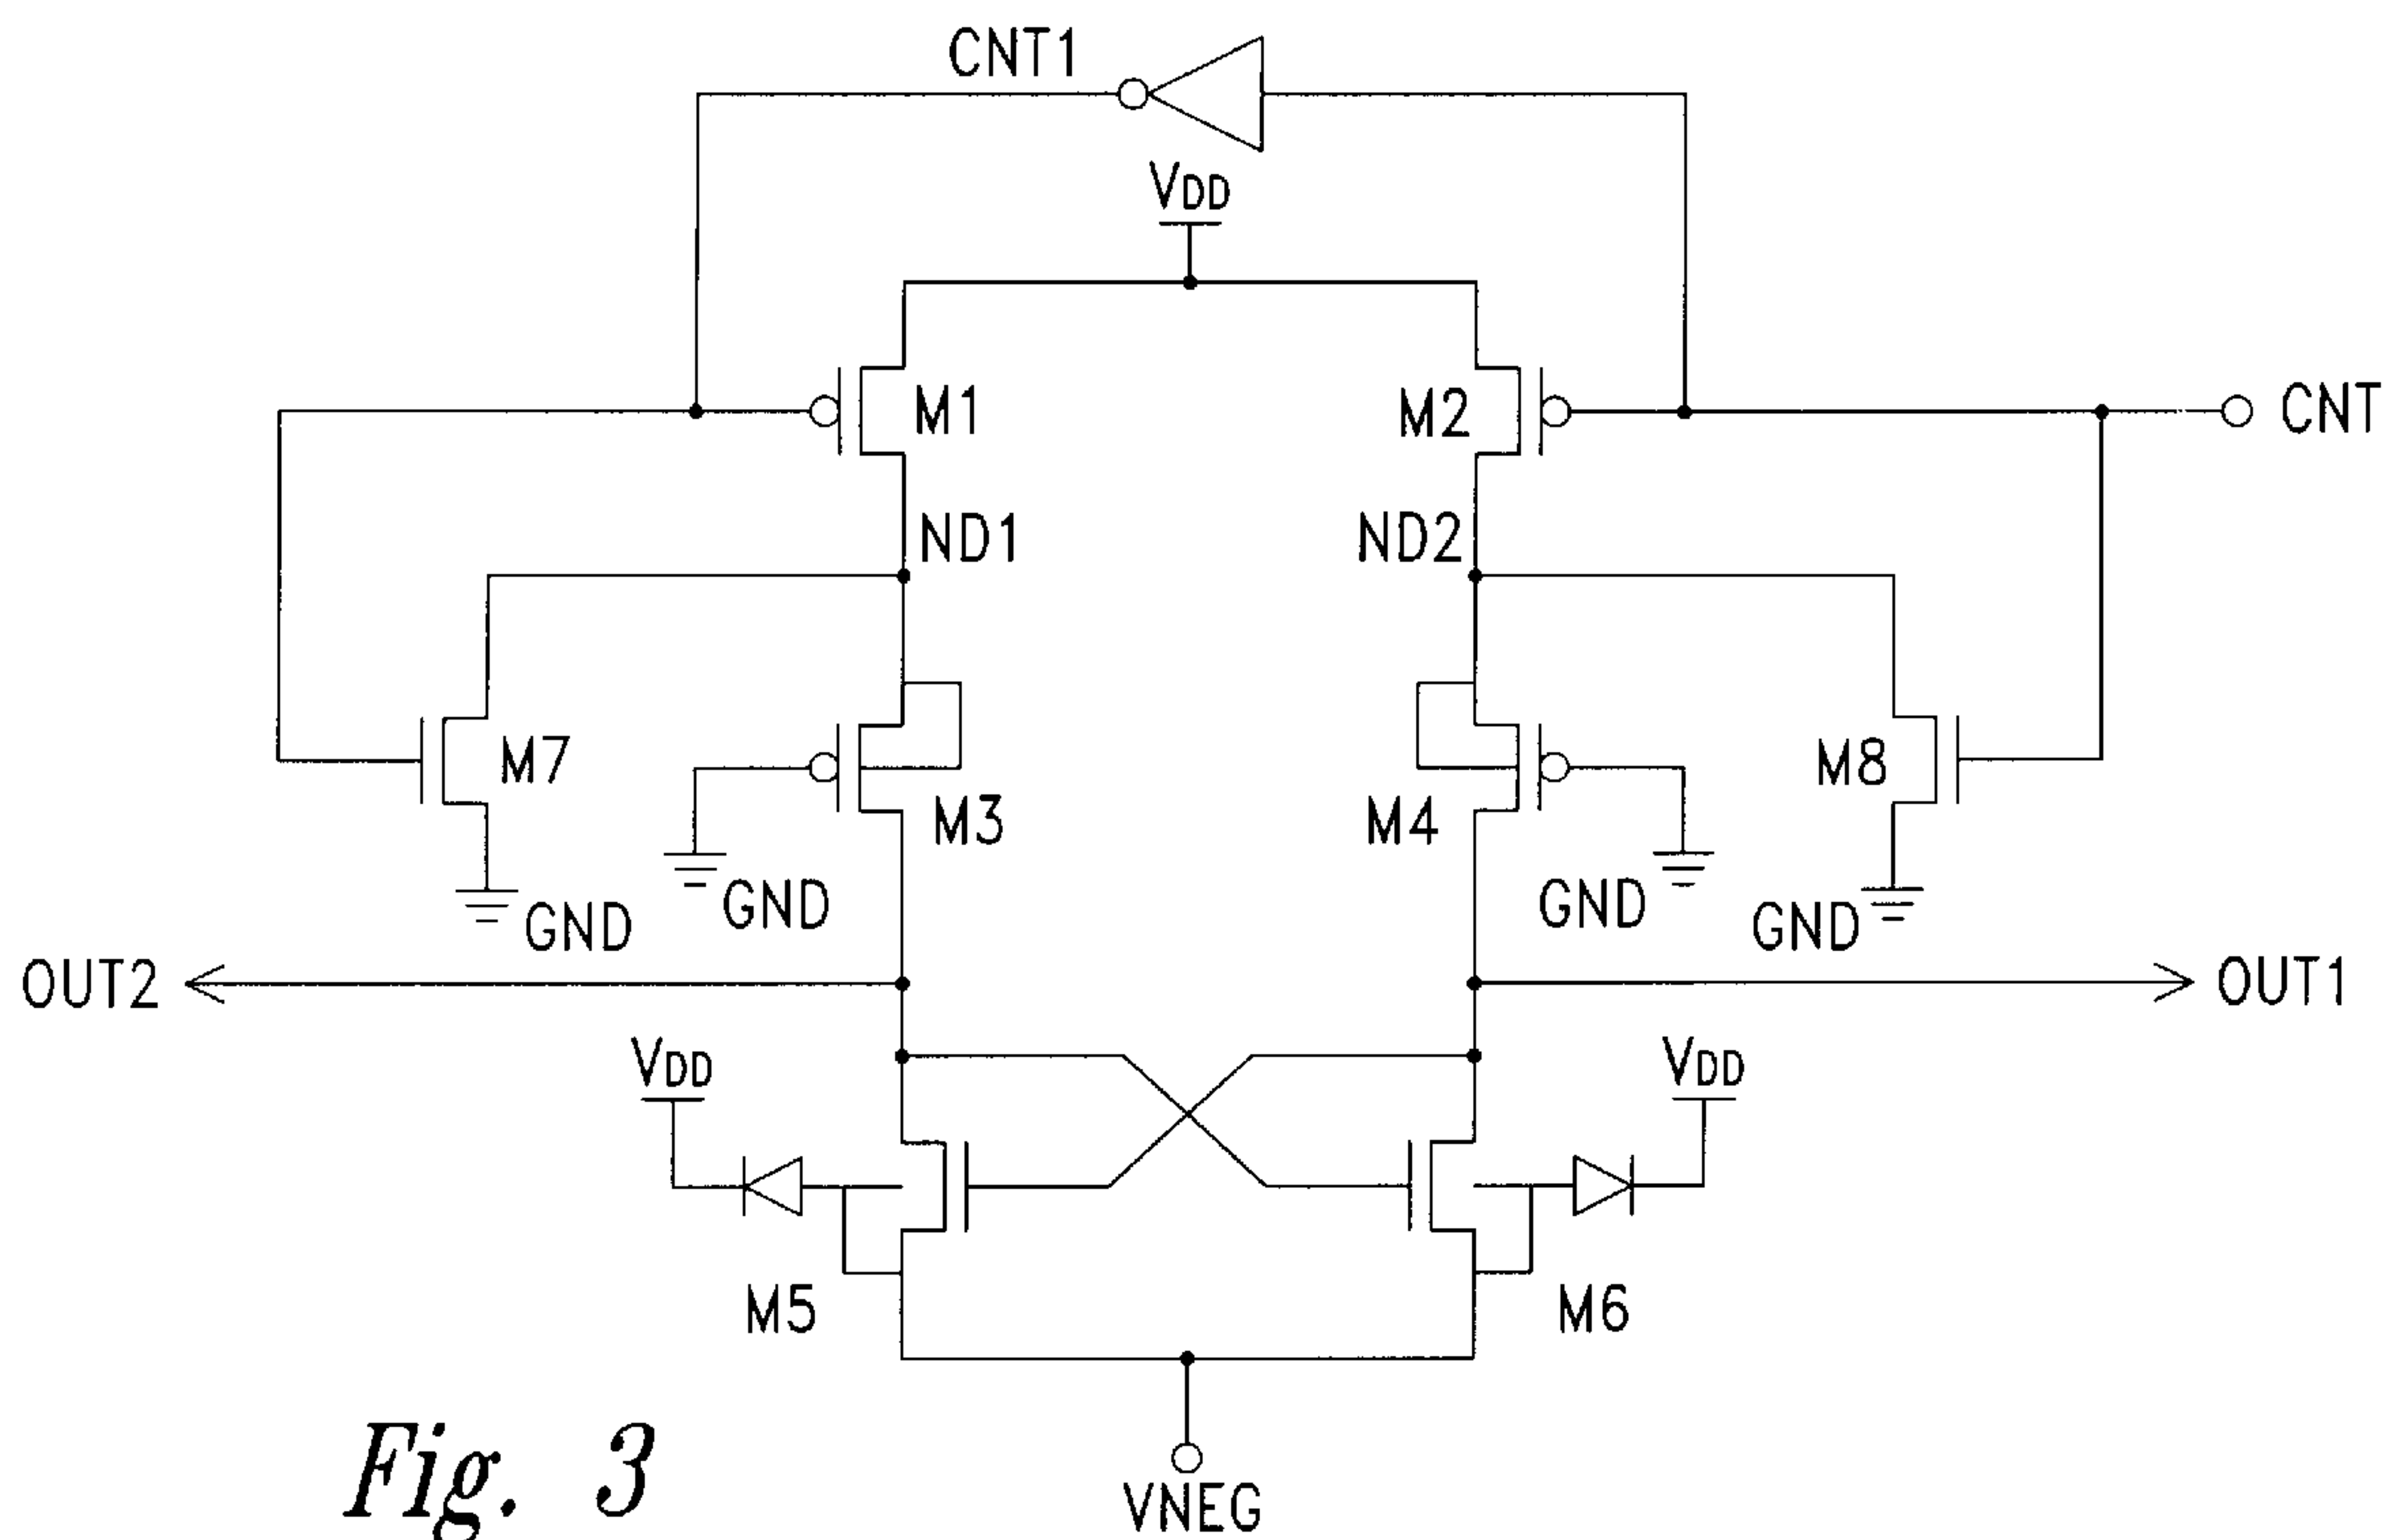 CNT1
VDD
M1
M2
CNT
ND1
ND2
M7
M3
M4
M8
GND
GND
GND
GND
OUT2
OUT1
VDD
VDD
M5
M6
VNEG
Fig. 3